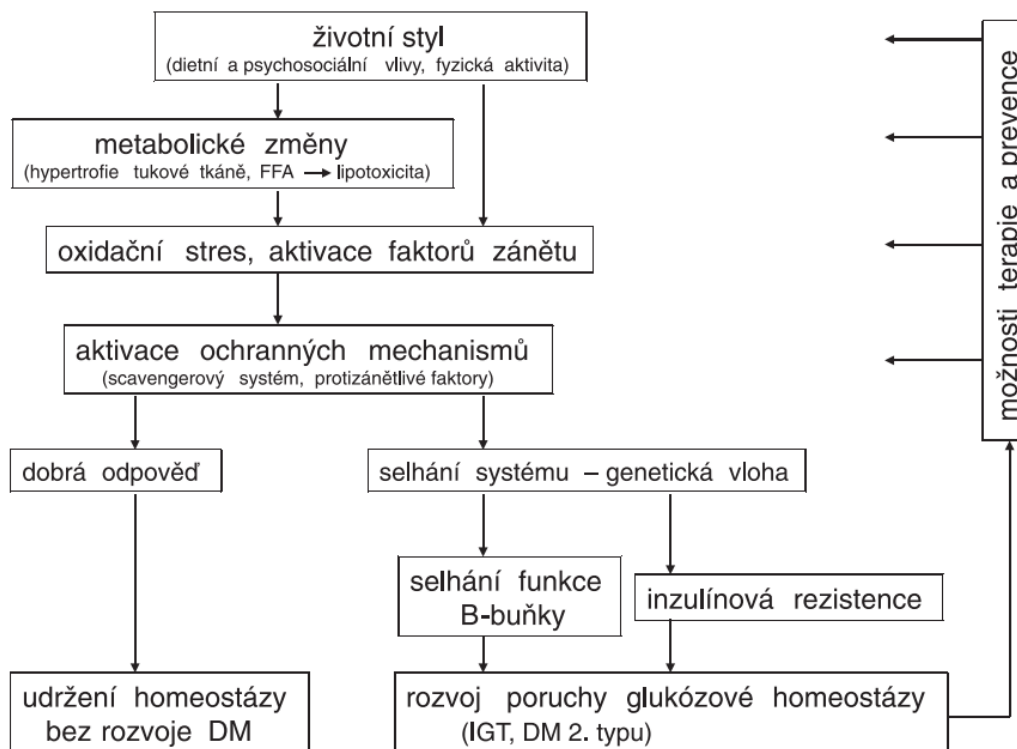 životní styl
(dietní a psychosociální vlivy, fyzická aktivita)
metabolické změny
(hypertrofie tukové tkáně, FFA → lipotoxicita)
oxidační stres, aktivace faktorů zánětu
aktivace ochranných mechanismů
(scavengerový systém, protizánětlivé faktory)
dobrá odpověď
selhání systému – genetická vloha
selhání funkce
B-buňky
inzulínová rezistence
udržení homeostázy
bez rozvoje DM
rozvoj poruchy glukózové homeostázy
(IGT, DM 2. typu)
možnosti terapie a prevence